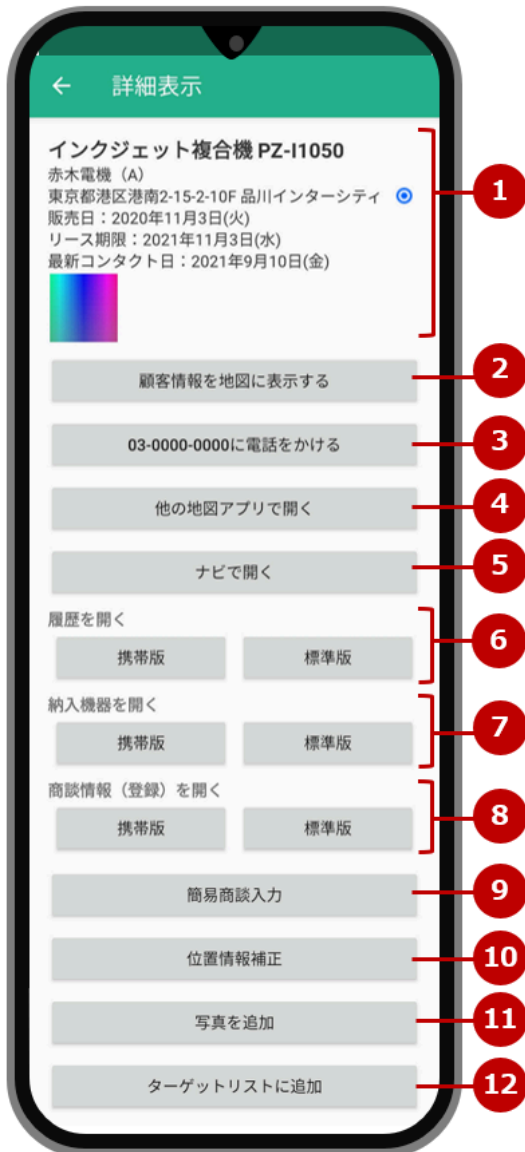 ← 詳細表示
インクジェット複合機 PZ-I1050
赤木電機（A）
東京都港区港南2-15-2-10F 品川インターシティ
販売日：2020年11月3日(火)
リース期限：2021年11月3日(水)
最新コンタクト日：2021年9月10日(金)
1
顧客情報を地図に表示する
2
03-0000-0000に電話をかける
3
他の地図アプリで開く
4
ナビで開く
5
履歴を開く
携帯版 標準版
6
納入機器を開く
携帯版 標準版
7
商談情報（登録）を開く
携帯版 標準版
8
簡易商談入力
9
位置情報補正
10
写真を追加
11
ターゲットリストに追加
12